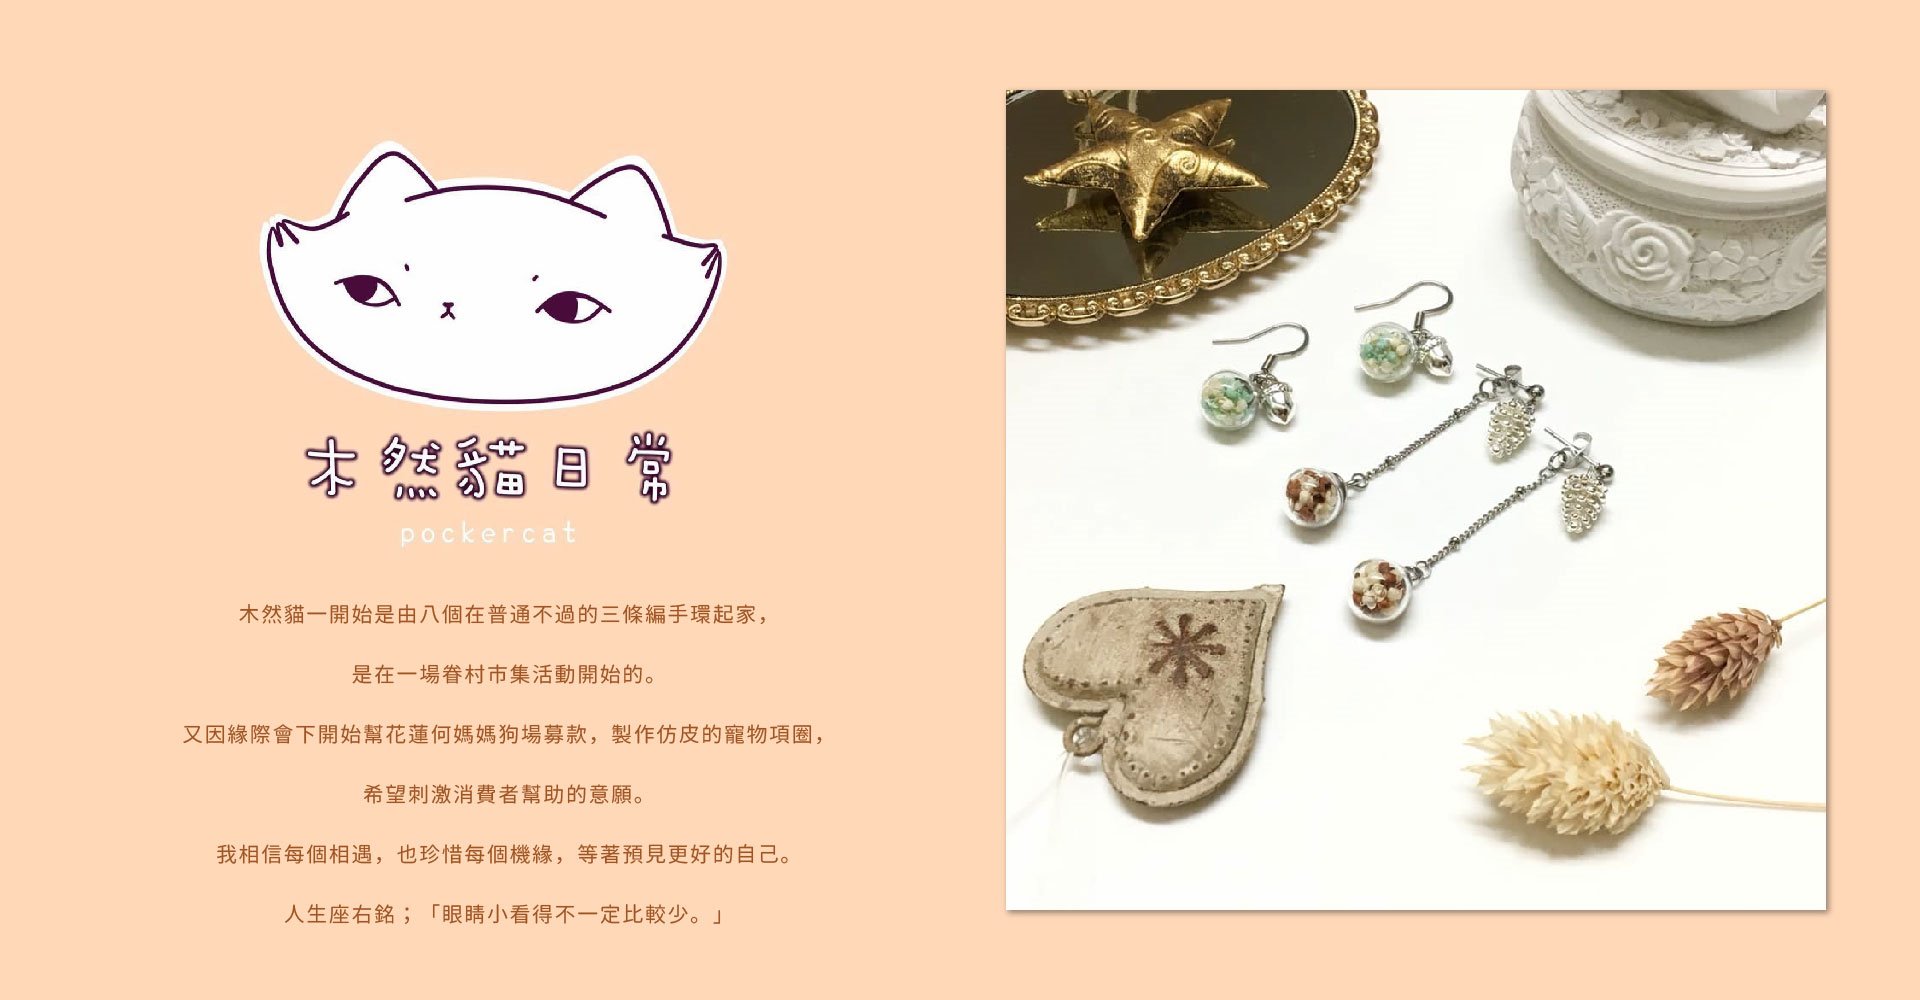 木然貓日常
pockercat
木然貓一開始是由八個在普通不過的三條編手環起家，
是在一場眷村市集活動開始的。
又因緣際會下開始幫花蓮何媽媽狗場募款，製作仿皮的寵物項圈，
希望刺激消費者幫助的意願。
我相信每個相遇，也珍惜每個機緣，等著預見更好的自己。
人生座右銘；「眼睛小看得不一定比較少。」